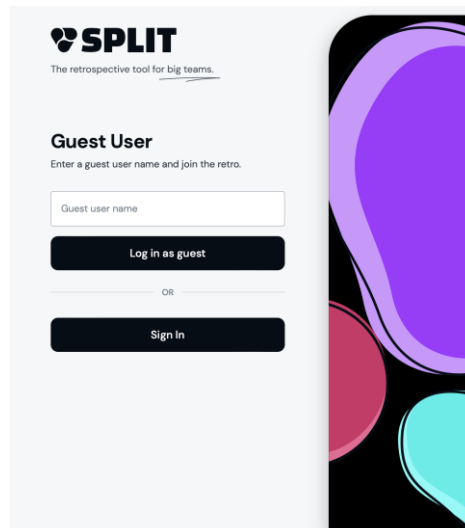 SPLIT
The retrospective tool for big teams.
Guest User
Enter a guest user name and join the retro.
Guest user name
Log in as guest
OR
Sign In